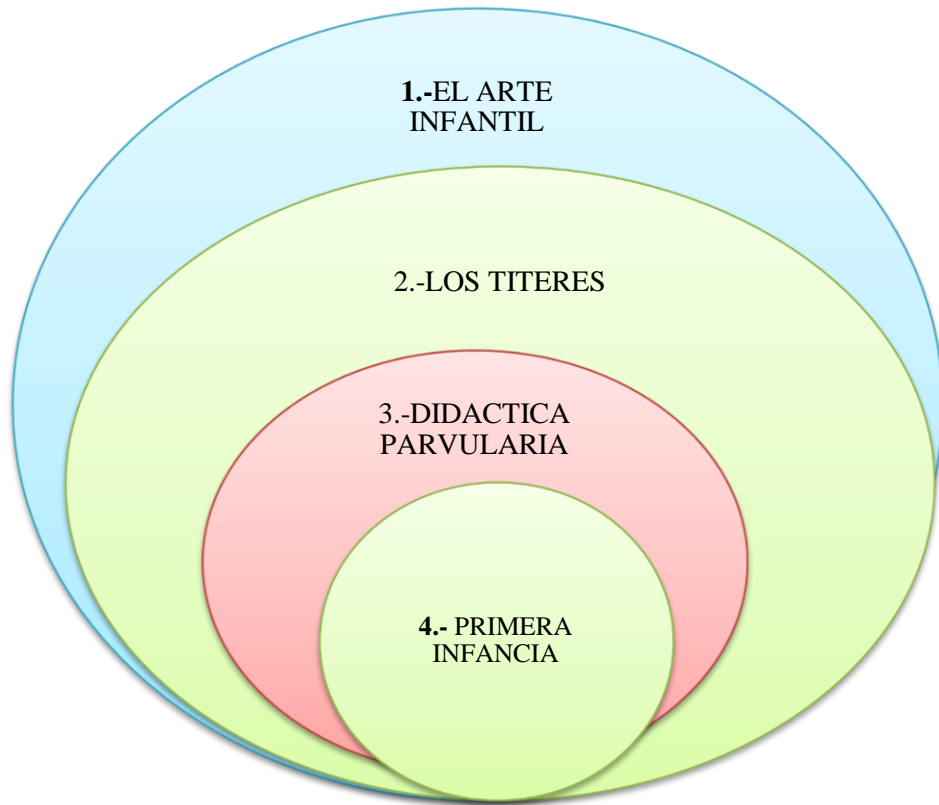 1.-EL ARTE
INFANTIL
2.-LOS TITERES
3.-DIDACTICA
PARVULARIA
4.- PRIMERA
INFANCIA